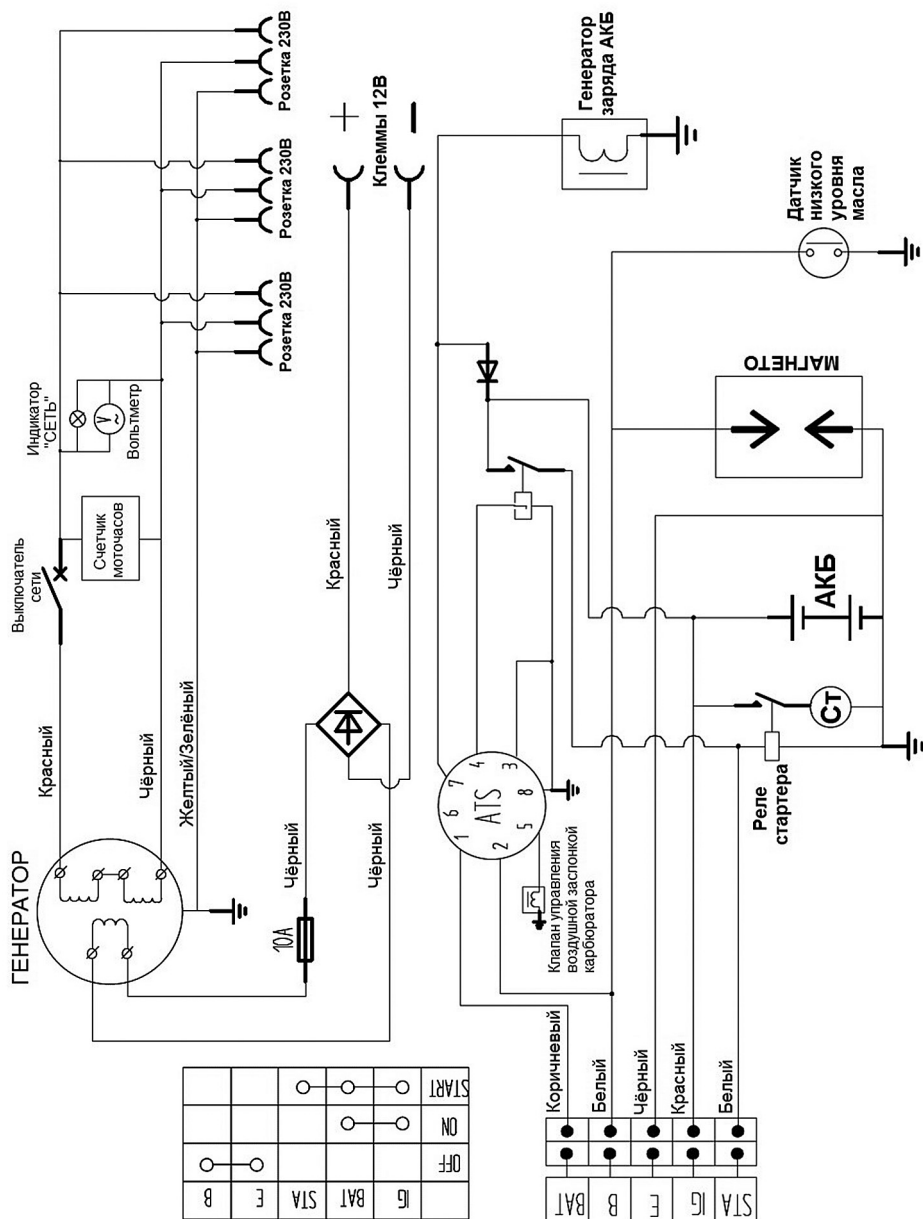 ГЕНЕРАТОР
Красный
Чёрный
Желтый/Зелёный
Выключатель
сети
Счетчик
моточасов
Индикатор
"СЕТЬ"
V
Вольтметр
Розетка 230В
Розетка 230В
Розетка 230В
10А
Чёрный
Чёрный
Красный
Чёрный
+
Клеммы 12В
−
B
E
STA
BAT
IG
OFF
ON
START
ATS
1
6
7
2
4
5
8
3
Клапан управления
воздушной заслонкой
карбюратора
Генератор
заряда АКБ
Датчик
низкого
уровня
масла
МАГНЕТО
АКБ
Ст
Реле
стартера
BAT
B
E
IG
STA
Коричневый
Белый
Чёрный
Красный
Белый